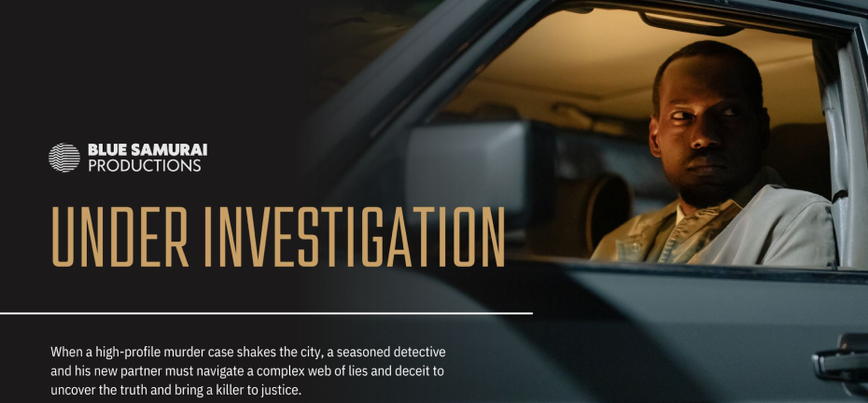 BLUE SAMURAI
PRODUCTIONS
UNDER INVESTIGATION
When a high-profile murder case shakes the city, a seasoned detective
and his new partner must navigate a complex web of lies and deceit to
uncover the truth and bring a killer to justice.